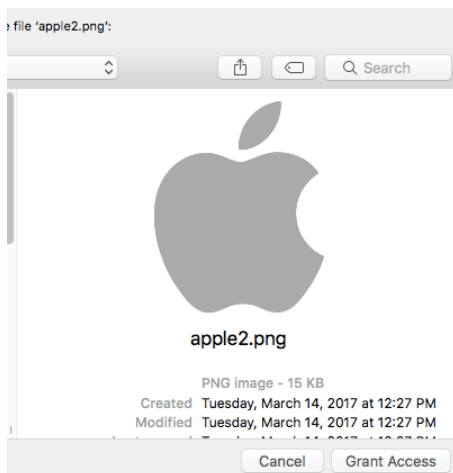 file 'apple2.png':
Search
apple2.png
PNG image - 15 KB
Created Tuesday, March 14, 2017 at 12:27 PM
Modified Tuesday, March 14, 2017 at 12:27 PM
Cancel Grant Access